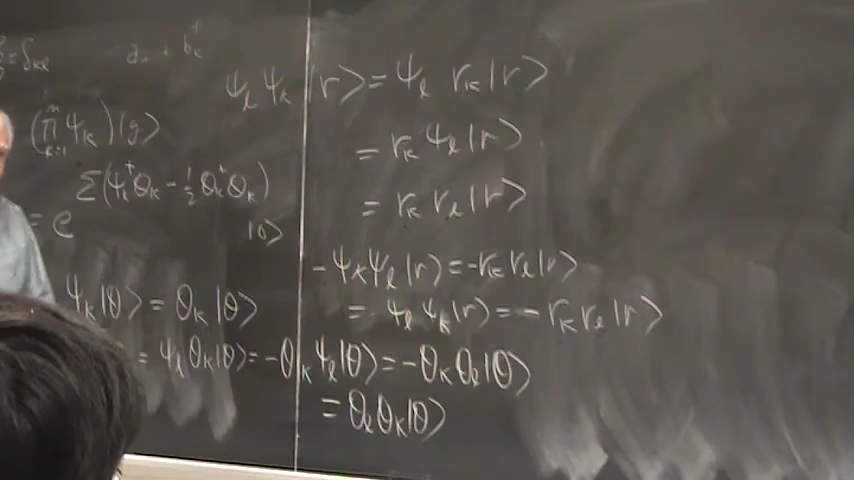 = δ_{kℓ}
a_k + b_k^+
(∏_{k=1}^{n} ψ_k)|g⟩
= e^{Σ(ψ_k^+ θ_k - ½ θ_k^+ θ_k)} |0⟩
ψ_k|θ⟩ = θ_k|θ⟩
= ψ_ℓ θ_k|θ⟩ = -θ_k ψ_ℓ|θ⟩ = -θ_k θ_ℓ|θ⟩
= θ_ℓ θ_k|θ⟩
ψ_ℓ ψ_k |r⟩ = ψ_ℓ r_k|r⟩
= r_k ψ_ℓ|r⟩
= r_k r_ℓ|r⟩
-ψ_k ψ_ℓ|r⟩ = -r_k r_ℓ|r⟩
= ψ_ℓ ψ_k|r⟩ = - r_k r_ℓ|r⟩